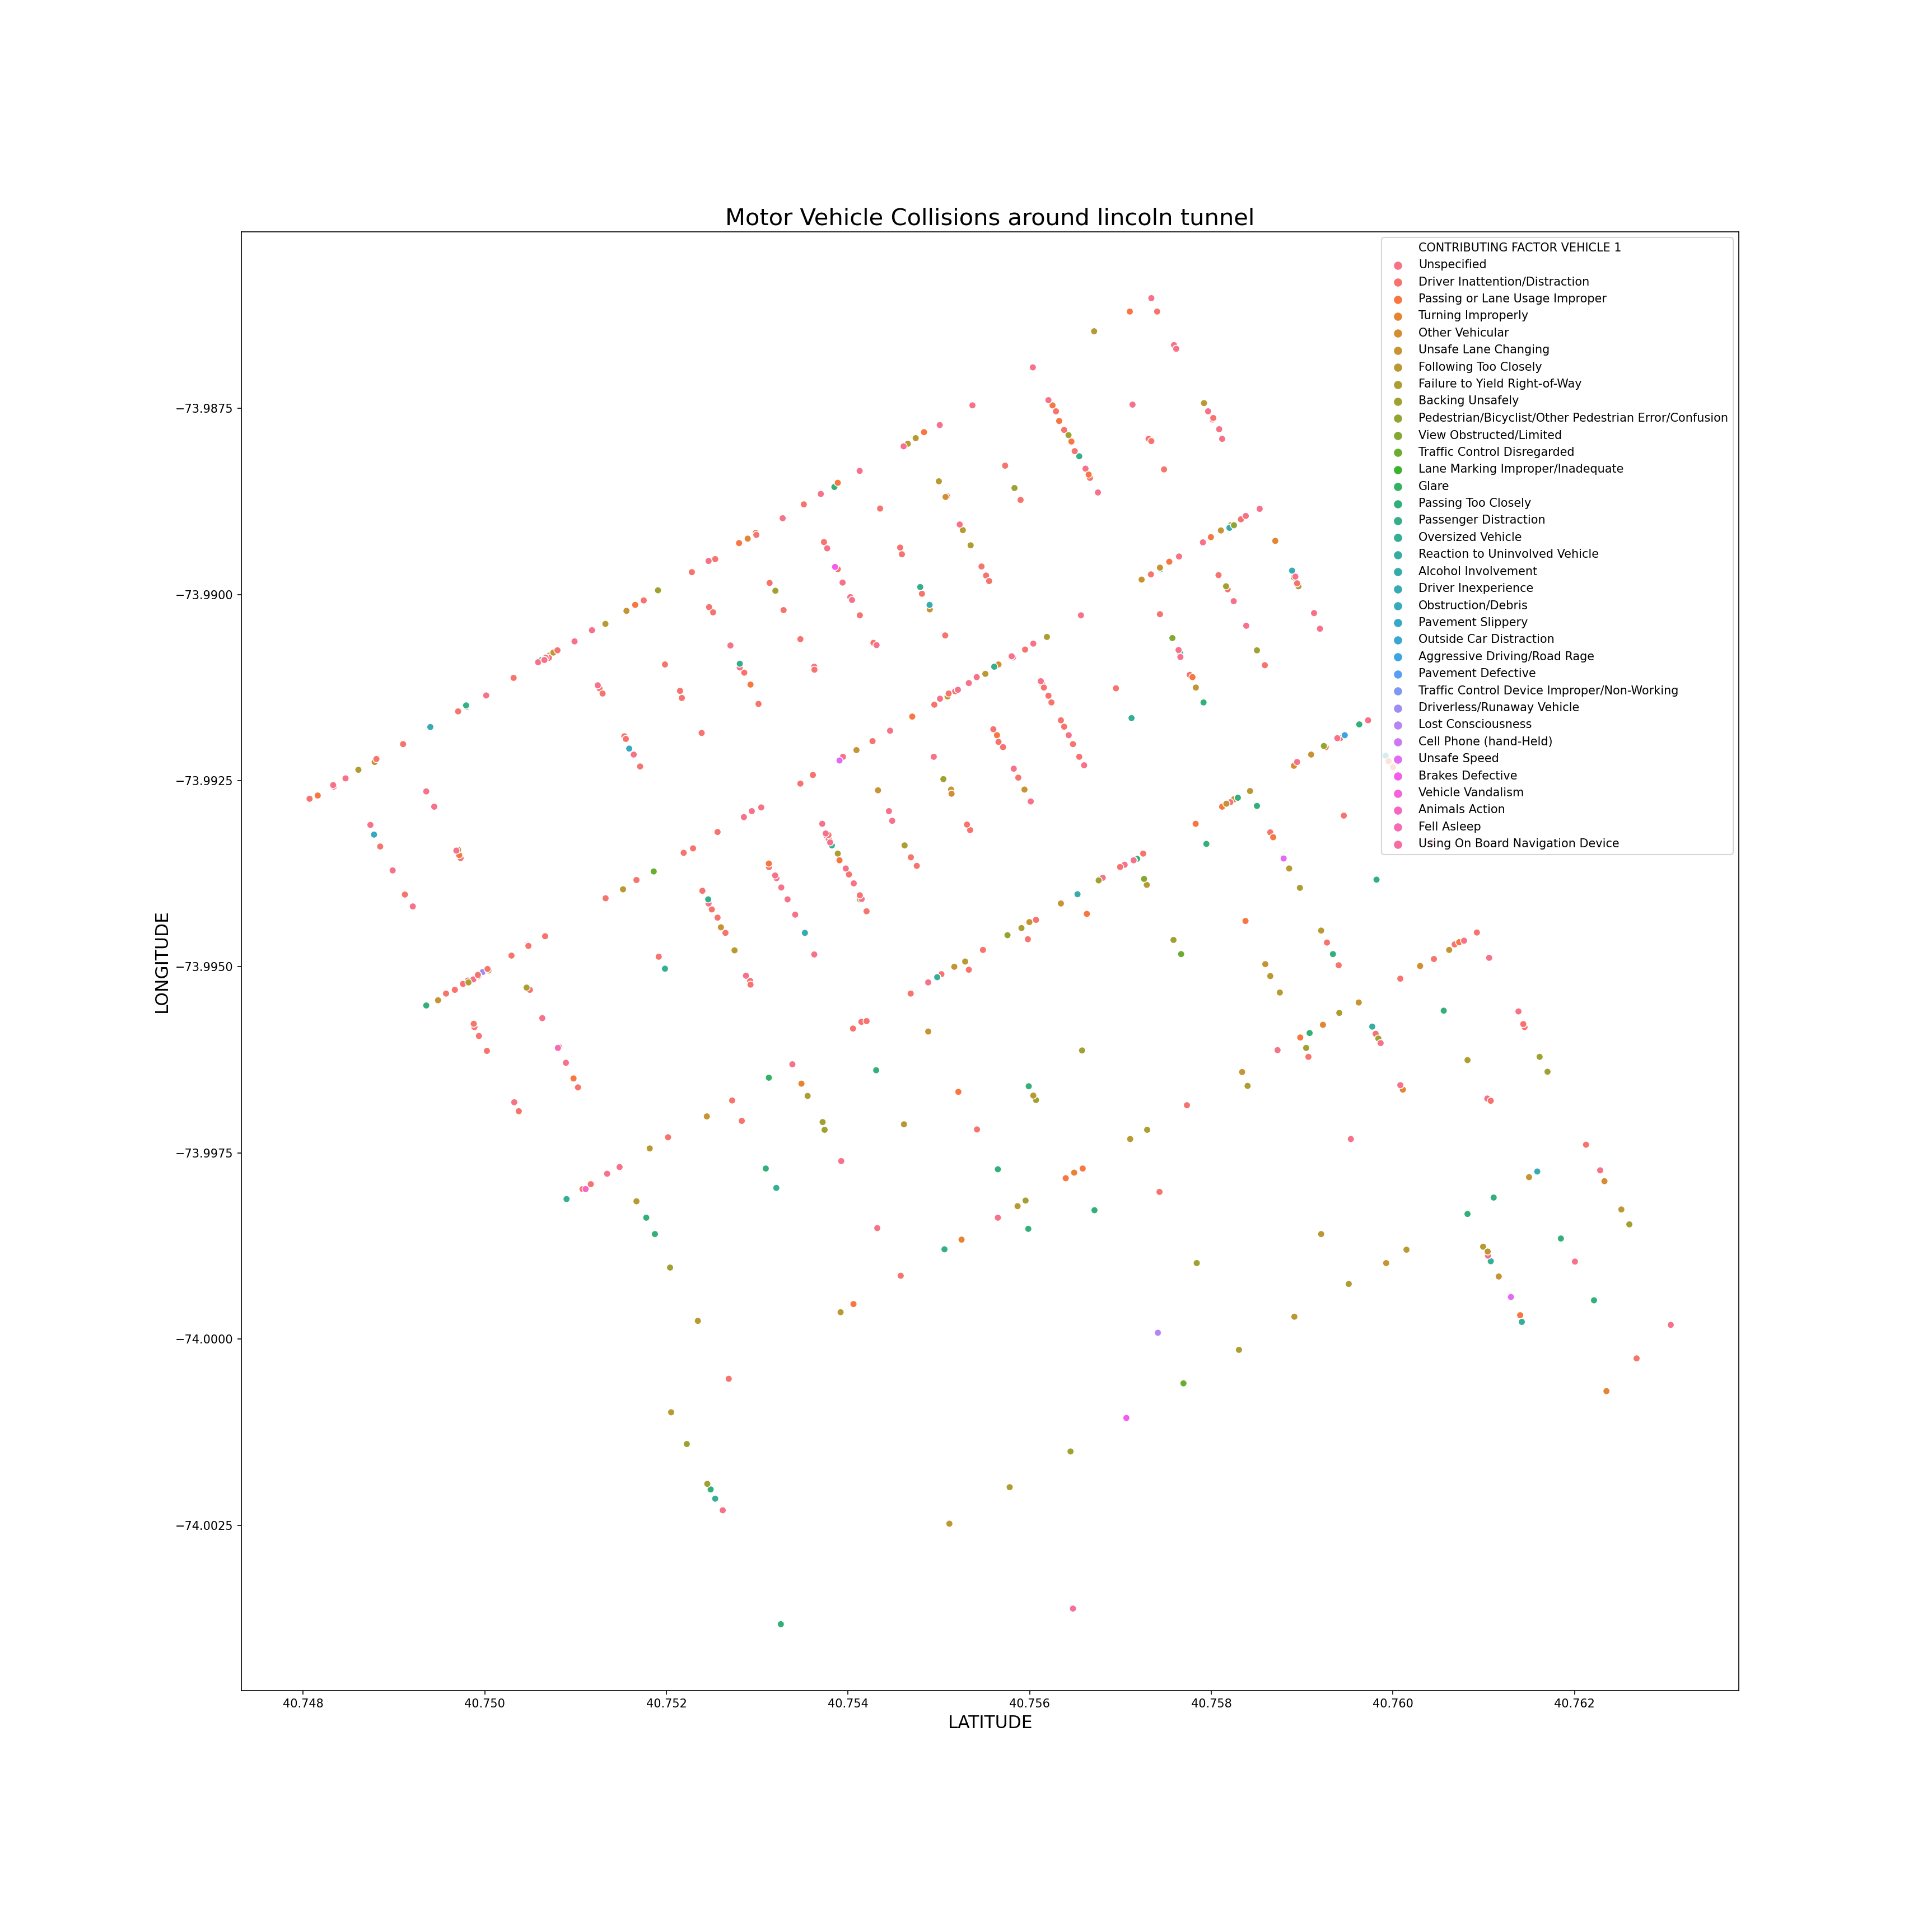 Motor Vehicle Collisions around lincoln tunnel
CONTRIBUTING FACTOR VEHICLE 1
Unspecified
Driver Inattention/Distraction
Passing or Lane Usage Improper
Turning Improperly
Other Vehicular
Unsafe Lane Changing
Following Too Closely
Failure to Yield Right-of-Way
Backing Unsafely
Pedestrian/Bicyclist/Other Pedestrian Error/Confusion
View Obstructed/Limited
Traffic Control Disregarded
Lane Marking Improper/Inadequate
Glare
Passing Too Closely
Passenger Distraction
Oversized Vehicle
Reaction to Uninvolved Vehicle
Alcohol Involvement
Driver Inexperience
Obstruction/Debris
Pavement Slippery
Outside Car Distraction
Aggressive Driving/Road Rage
Pavement Defective
Traffic Control Device Improper/Non-Working
Driverless/Runaway Vehicle
Lost Consciousness
Cell Phone (hand-Held)
Unsafe Speed
Brakes Defective
Vehicle Vandalism
Animals Action
Fell Asleep
Using On Board Navigation Device
−73.9875
−73.9900
−73.9925
−73.9950
−73.9975
−74.0000
−74.0025
LONGITUDE
40.748 40.750 40.752 40.754 40.756 40.758 40.760 40.762
LATITUDE